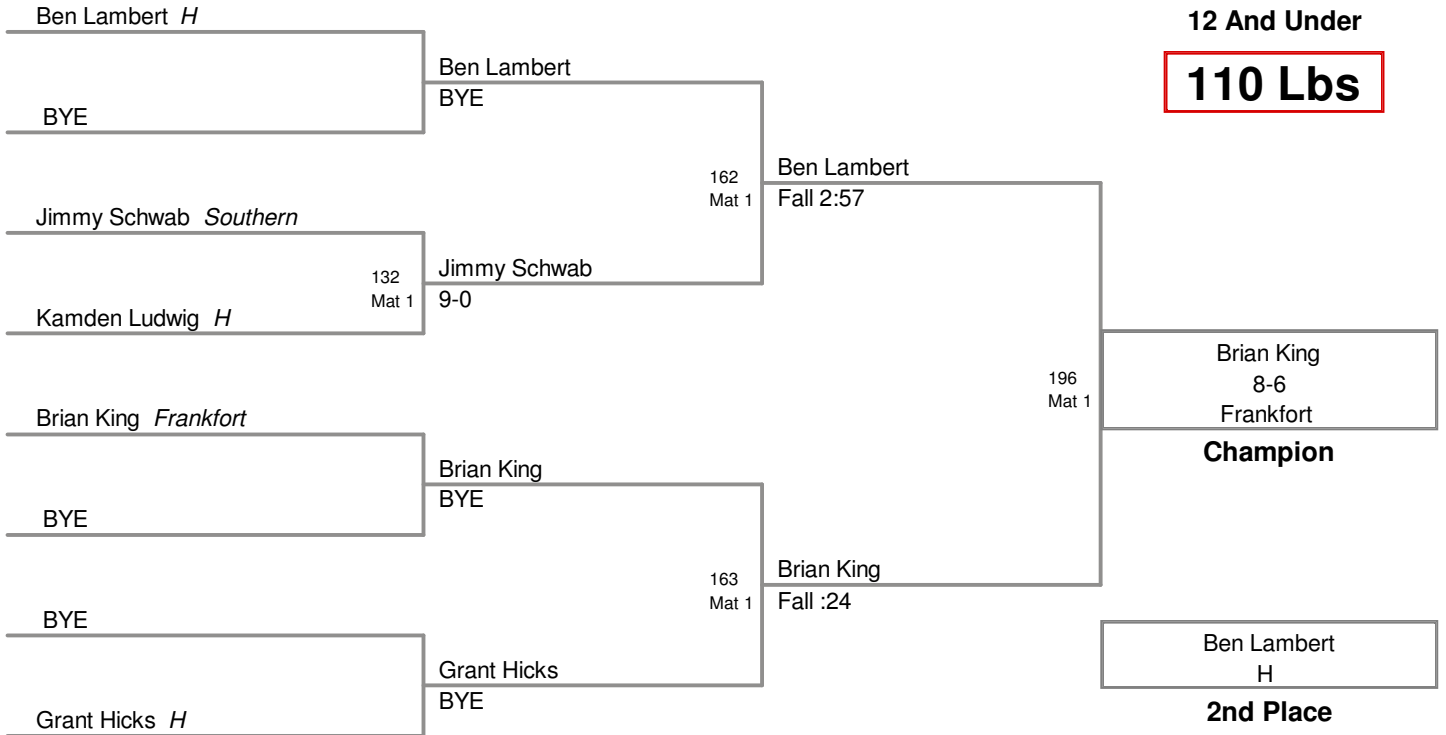 Ben Lambert H
BYE
Jimmy Schwab Southern
Kamden Ludwig H
Brian King Frankfort
BYE
BYE
Grant Hicks H
Ben Lambert
BYE
132
Mat 1
Jimmy Schwab
9-0
Brian King
BYE
Grant Hicks
BYE
162
Mat 1
Ben Lambert
Fall 2:57
163
Mat 1
Brian King
Fall :24
12 And Under
110 Lbs
196
Mat 1
Brian King
8-6
Frankfort
Champion
Ben Lambert
H
2nd Place